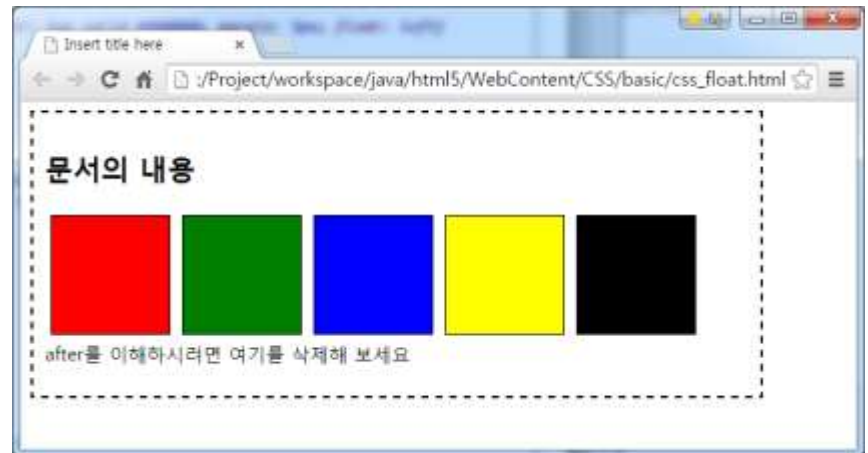 Insert title here
:/Project/workspace/java/html5/WebContent/CSS/basic/css_float.html
문서의 내용
after를 이해하시려면 여기를 삭제해 보세요